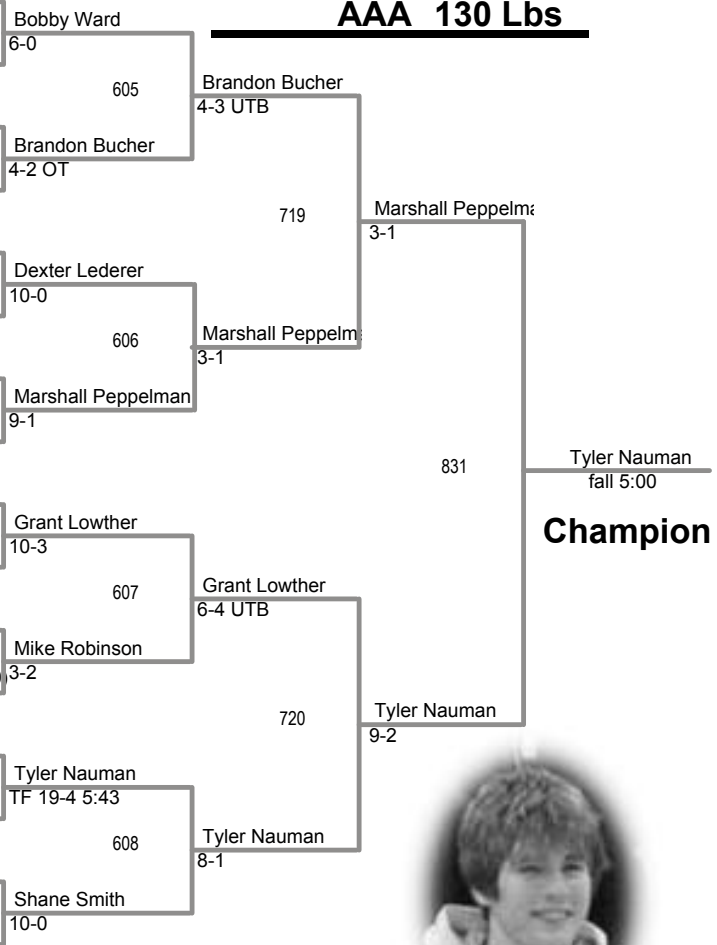 AAA 130 Lbs
Bobby Ward
6-0
605
Brandon Bucher
4-3 UTB
Brandon Bucher
4-2 OT
719
Marshall Peppelma
3-1
Dexter Lederer
10-0
606
Marshall Peppelm
3-1
Marshall Peppelman
9-1
831
Tyler Nauman
fall 5:00
Champion
Grant Lowther
10-3
607
Grant Lowther
6-4 UTB
Mike Robinson
)3-2
720
Tyler Nauman
9-2
Tyler Nauman
TF 19-4 5:43
608
Tyler Nauman
8-1
Shane Smith
10-0